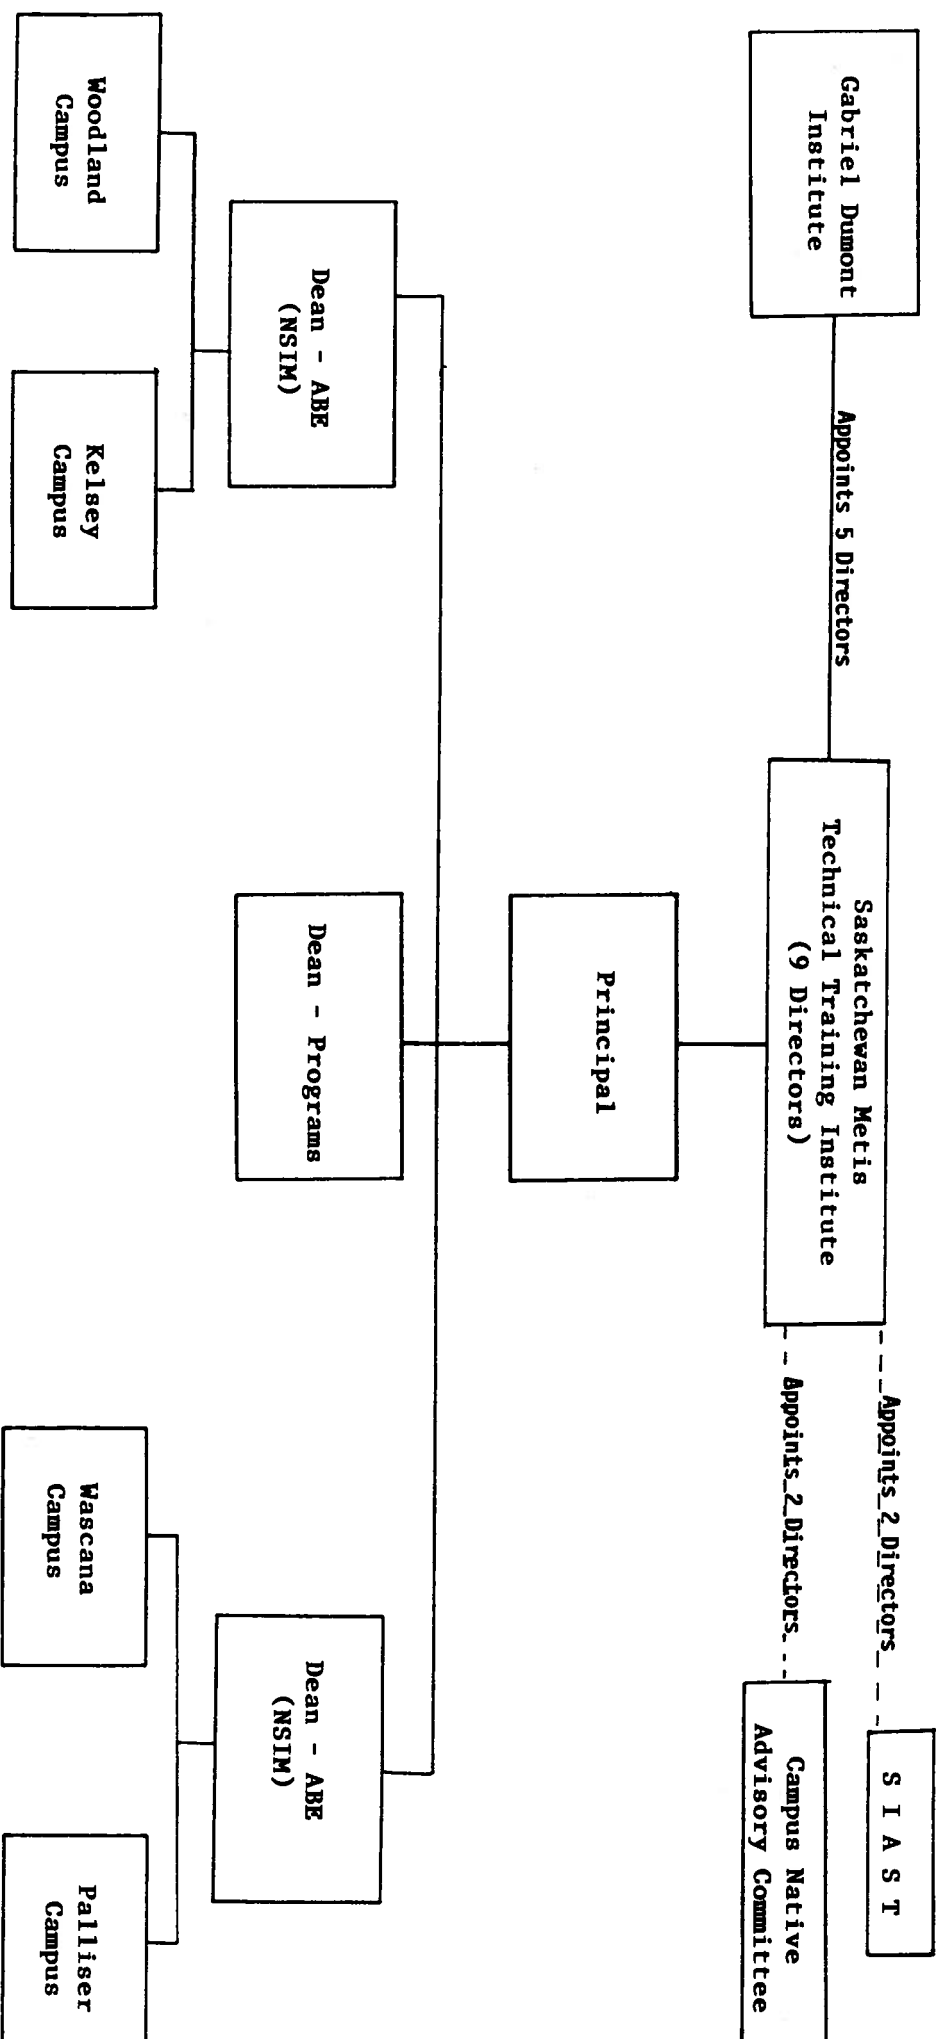 Gabriel Dumont
Institute
Appoints 5 Directors
Saskatchewan Metis
Technical Training Institute
(9 Directors)
Appoints 2 Directors
S I A S T
Appoints 2 Directors
Campus Native
Advisory Committee
Principal
Dean - ABE
(NSIM)
Dean - Programs
Dean - ABE
(NSIM)
Woodland
Campus
Kelsey
Campus
Wascana
Campus
Palliser
Campus